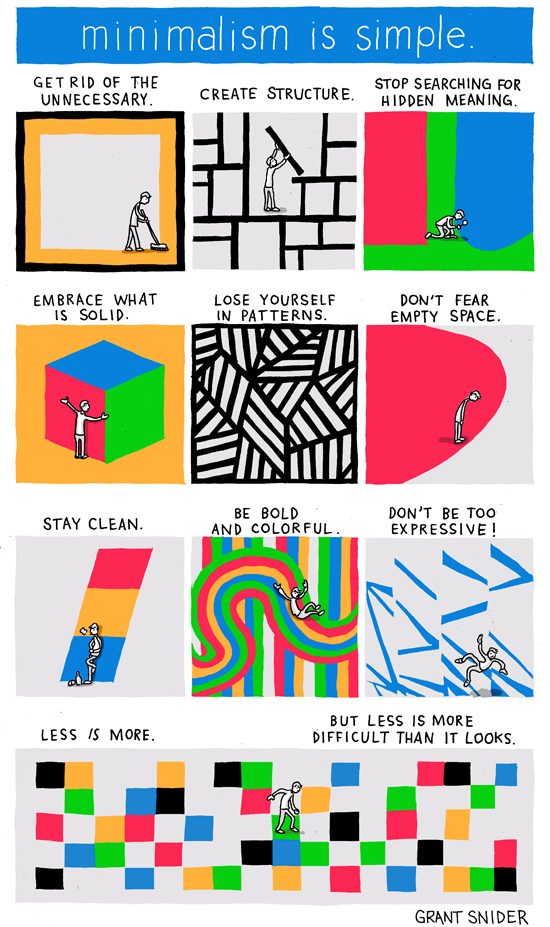 minimalism is simple.
GET RID OF THE
UNNECESSARY.
CREATE STRUCTURE.
STOP SEARCHING FOR
HIDDEN MEANING.
EMBRACE WHAT
IS SOLID.
LOSE YOURSELF
IN PATTERNS.
DON'T FEAR
EMPTY SPACE.
STAY CLEAN.
BE BOLD
AND COLORFUL.
DON'T BE TOO
EXPRESSIVE!
LESS IS MORE.
BUT LESS IS MORE
DIFFICULT THAN IT LOOKS.
GRANT SNIDER